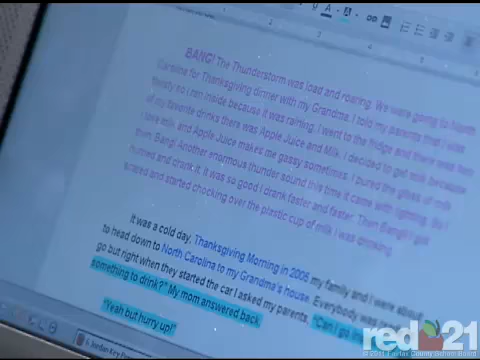 BANG! The Thunderstorm was loud and roaring. We were going to North
Carolina for Thanksgiving dinner with my Grandma. I told my parents that I was
thirsty so I ran inside because it was raining. I went to the fridge and there was two
of my favorite drinks there was Apple Juice and Milk. I decided to get milk because
I love milk and Apple Juice makes me gassy sometimes. I pured the glass of milk
then, Bang! Another enormous thunder sound this time it came with lightning. So I
hurried and drank it. It was so good I drank faster and faster. Then Bang!! I got
scared and started chocking over the plastic cup of milk I was drinking.
It was a cold day, Thanksgiving Morning in 2005 my family and I were about
to head down to North Carolina to my Grandma's house. Everybody was
go but right when they started the car I asked my parents, "Can I go
something to drink?" My mom answered back,
"Yeah but hurry up!"
red 21
© 2011 Fairfax County School Board